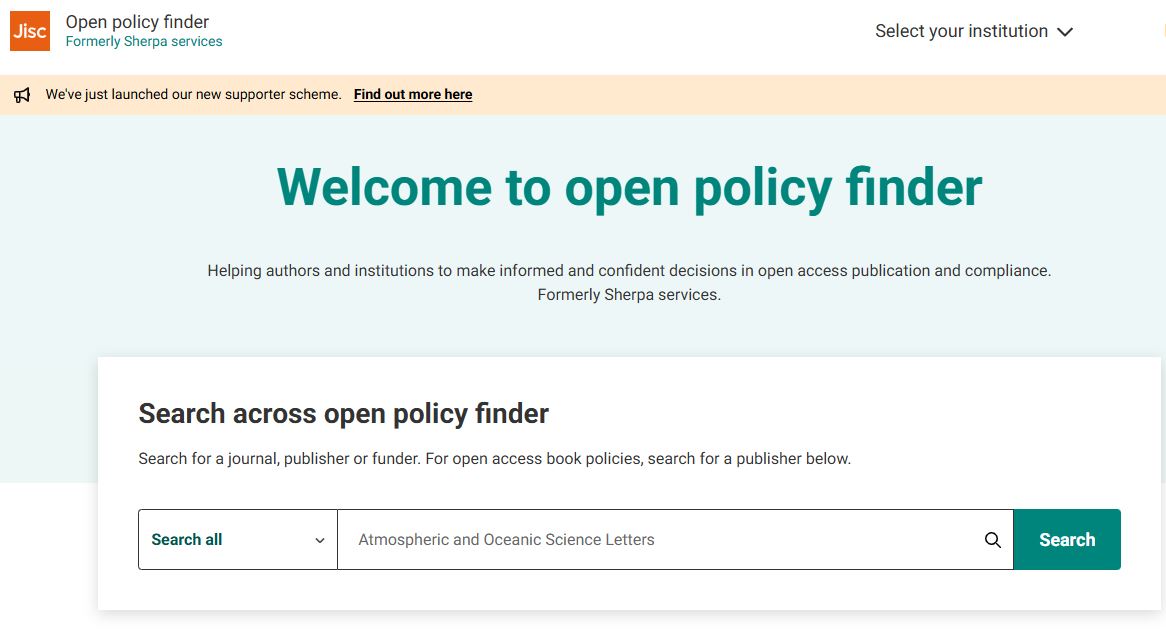 Jisc
Open policy finder
Formerly Sherpa services
Select your institution
We've just launched our new supporter scheme. Find out more here
Welcome to open policy finder
Helping authors and institutions to make informed and confident decisions in open access publication and compliance.
Formerly Sherpa services.
Search across open policy finder
Search for a journal, publisher or funder. For open access book policies, search for a publisher below.
Search all
Atmospheric and Oceanic Science Letters
Search